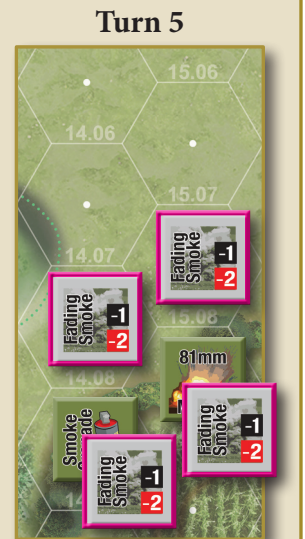 Turn 5
15.06
14.06
15.07
14.07
Fading
Smoke
-1
-2
Fading
Smoke
-1
-2
15.08
81mm
14.08
Smoke
Fading
Smoke
-1
-2
Fading
Smoke
-1
-2